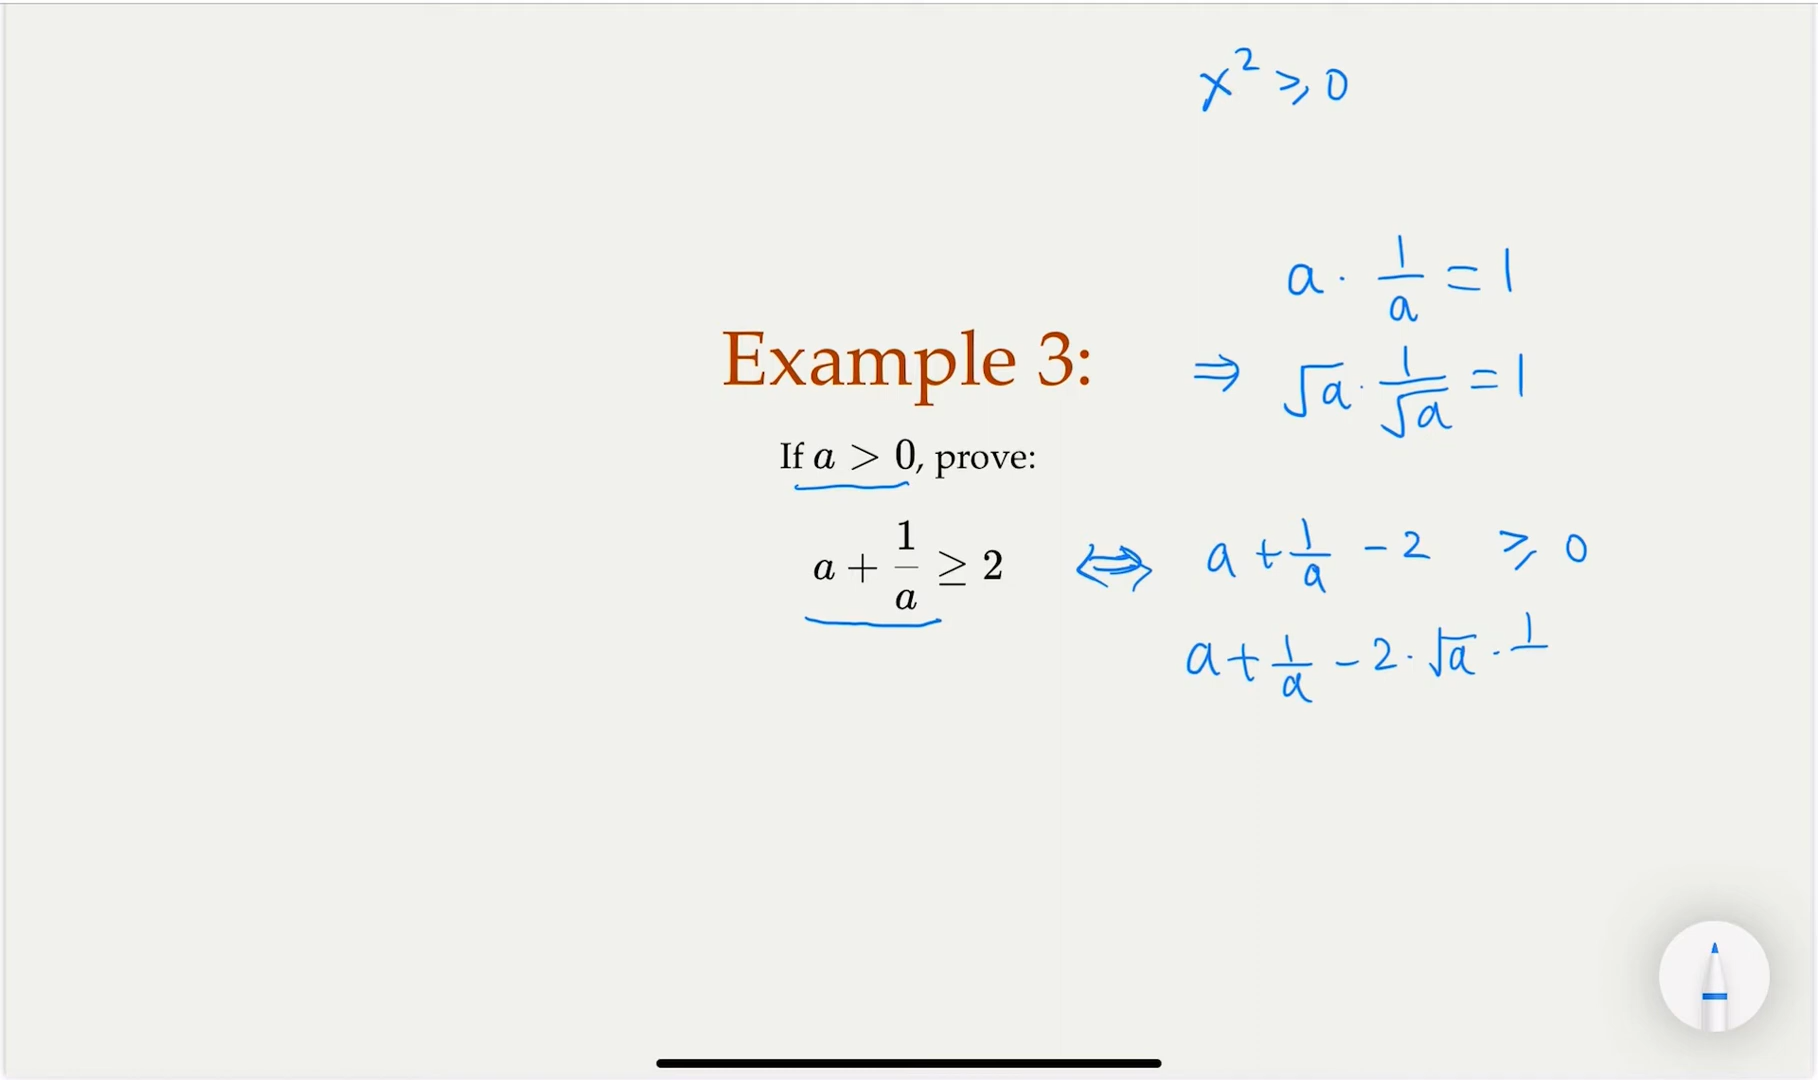 x² ⩾ 0
a · 1/a = 1
Example 3:
⇒ √a · 1/√a = 1
If a > 0, prove:
a + 1/a ≥ 2 ⟺ a + 1/a - 2 ⩾ 0
a + 1/a - 2 · √a · 1/